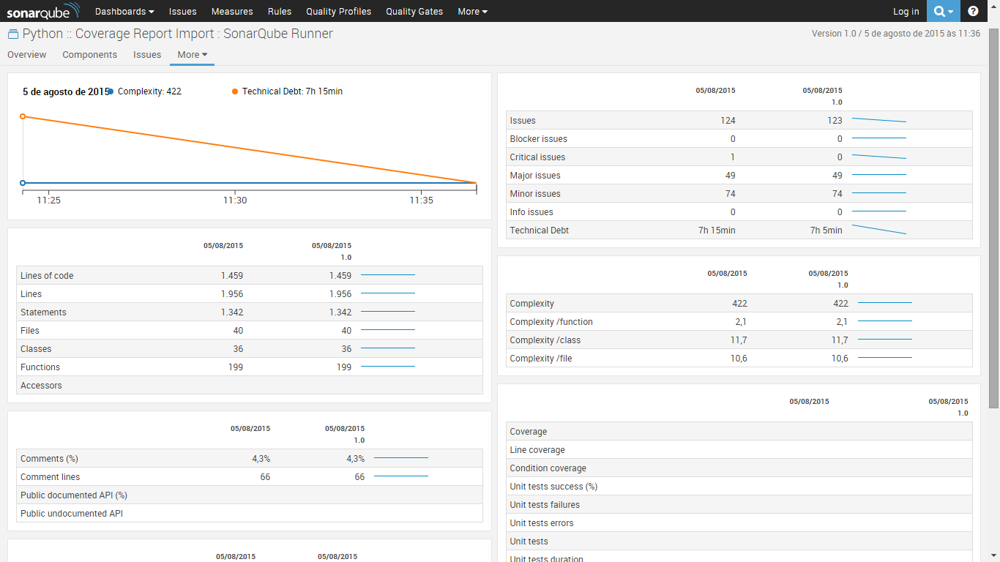 sonarqube Dashboards Issues Measures Rules Quality Profiles Quality Gates More Log in ?
Python :: Coverage Report Import : SonarQube Runner Version 1.0 / 5 de agosto de 2015 às 11:36
Overview Components Issues More
5 de agosto de 2015 Complexity: 422 Technical Debt: 7h 15min
11:25 11:30 11:35
05/08/2015 05/08/2015
1.0
Lines of code 1.459 1.459
Lines 1.956 1.956
Statements 1.342 1.342
Files 40 40
Classes 36 36
Functions 199 199
Accessors
05/08/2015 05/08/2015
1.0
Comments (%) 4,3% 4,3%
Comment lines 66 66
Public documented API (%)
Public undocumented API
05/08/2015 05/08/2015
05/08/2015 05/08/2015
1.0
Issues 124 123
Blocker issues 0 0
Critical issues 1 0
Major issues 49 49
Minor issues 74 74
Info issues 0 0
Technical Debt 7h 15min 7h 5min
05/08/2015 05/08/2015
1.0
Complexity 422 422
Complexity /function 2,1 2,1
Complexity /class 11,7 11,7
Complexity /file 10,6 10,6
05/08/2015 05/08/2015
1.0
Coverage
Line coverage
Condition coverage
Unit tests success (%)
Unit tests failures
Unit tests errors
Unit tests
Unit tests duration